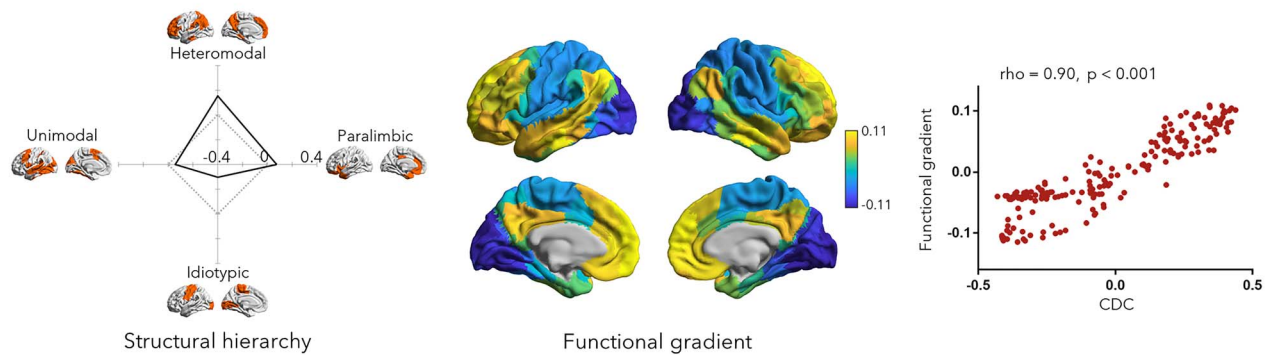 Heteromodal
Unimodal
Paralimbic
-0.4
0
0.4
Idiotypic
Structural hierarchy
0.11
-0.11
Functional gradient
rho = 0.90, p < 0.001
Functional gradient
0.1
0.0
-0.1
-0.5
0.0
0.5
CDC